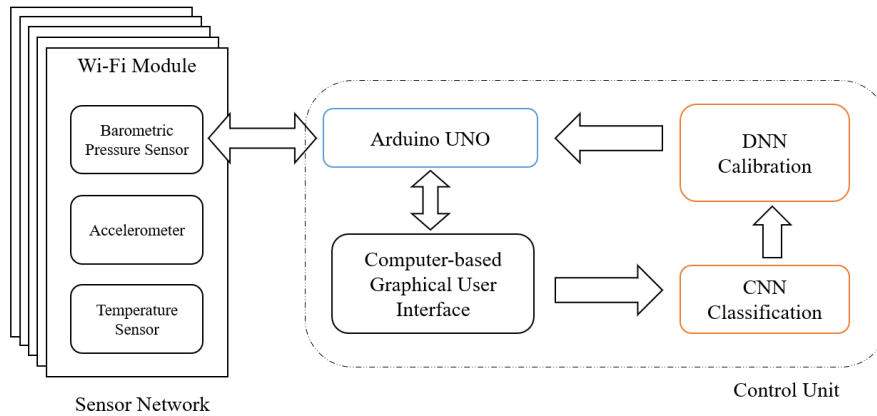 Wi-Fi Module
Barometric
Pressure Sensor
Accelerometer
Temperature
Sensor
Sensor Network
Arduino UNO
Computer-based
Graphical User
Interface
DNN
Calibration
CNN
Classification
Control Unit